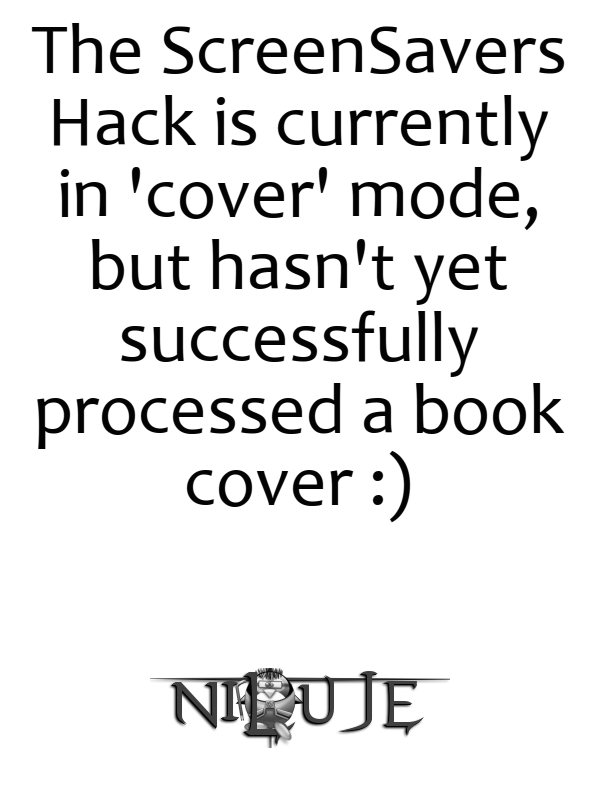 The ScreenSavers
Hack is currently
in 'cover' mode,
but hasn't yet
successfully
processed a book
cover :)
NILUJE